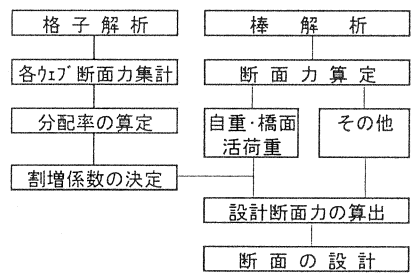 格子解析
各ウェブ断面力集計
分配率の算定
割増係数の決定
棒解析
断面力算定
自重・橋面
活荷重
その他
設計断面力の算出
断面の設計